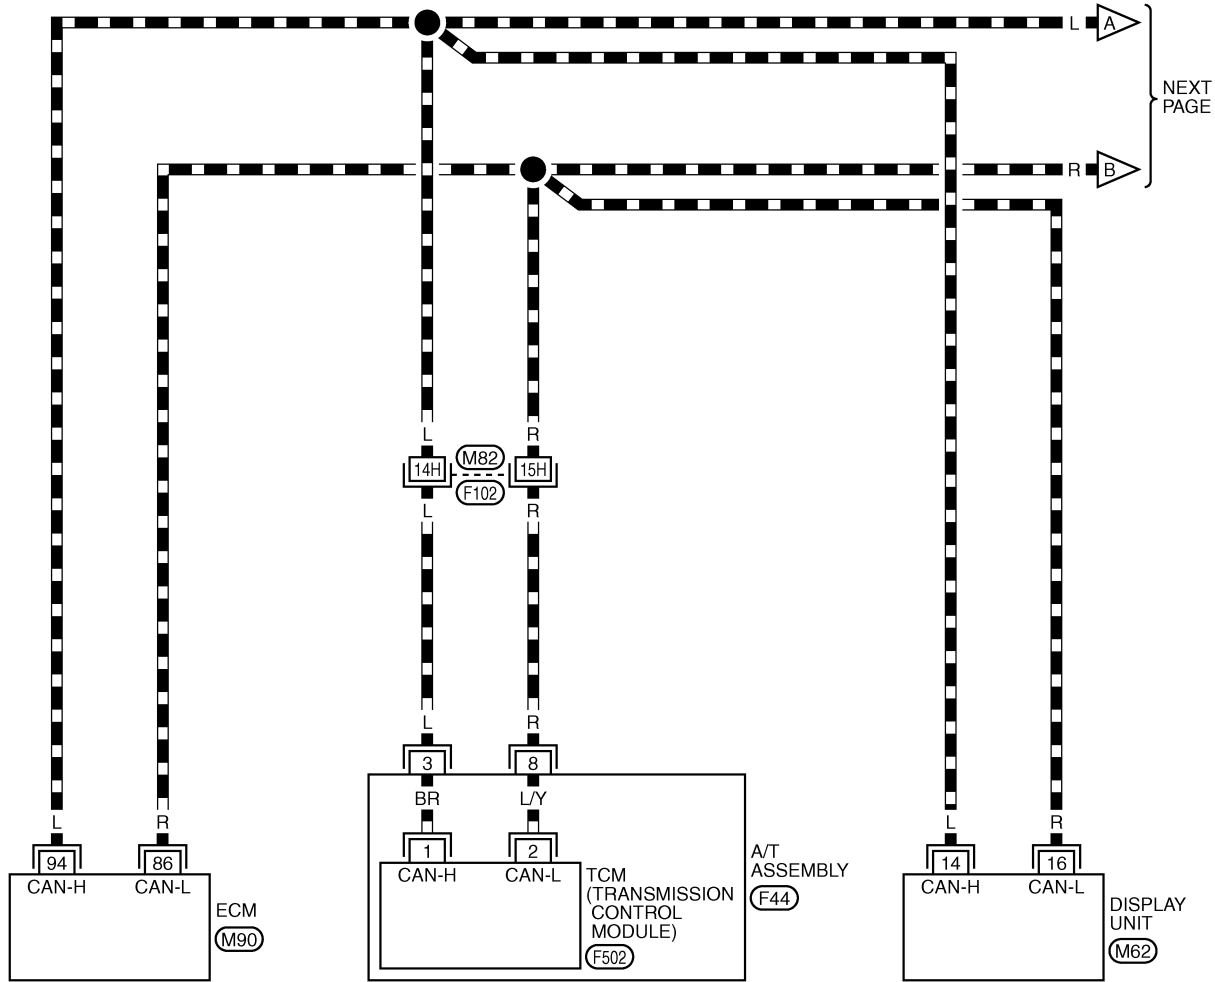 L A
NEXT
PAGE
R B
L R
14H M82 15H
F102
L R
L R
3 8
BR L/Y
L R L R
94 86 1 2 14 16
CAN-H CAN-L
CAN-H CAN-L
CAN-H CAN-L
ECM
M90
TCM
(TRANSMISSION
CONTROL
MODULE)
F502
A/T
ASSEMBLY
F44
DISPLAY
UNIT
M62